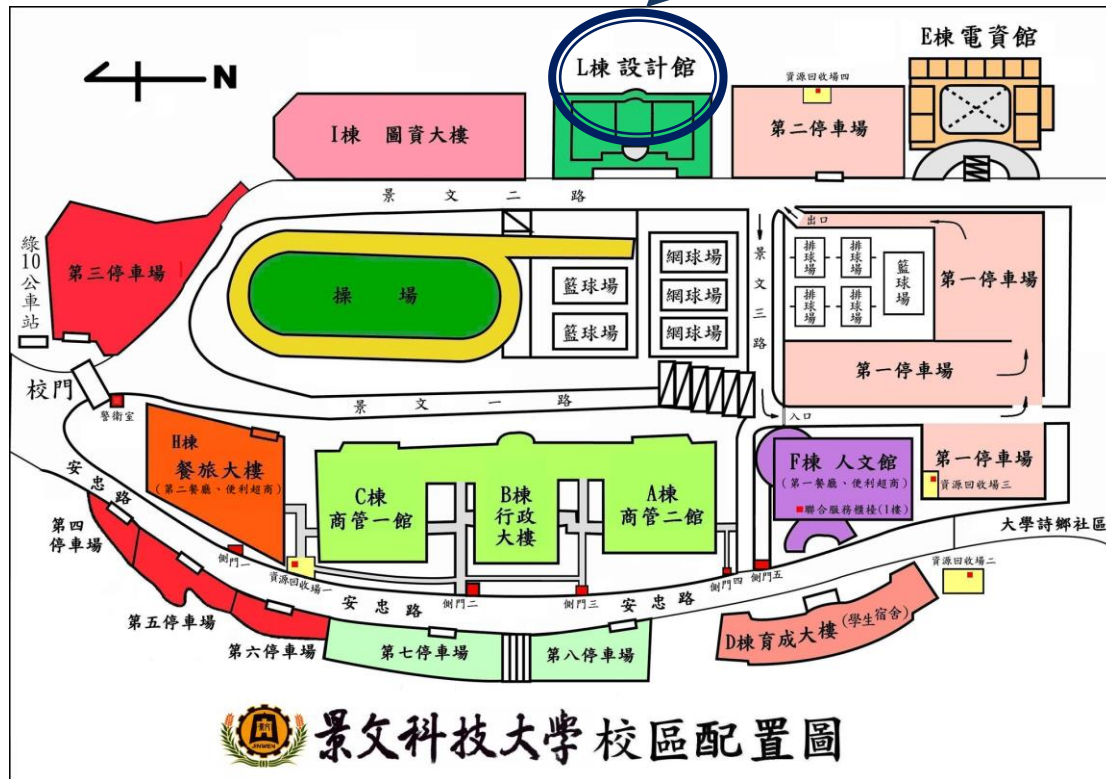 E棟電資館
L棟設計館
N
資源回收場四
I棟 圖資大樓
第二停車場
景文二路
綠10公車站
第三停車場
操場
籃球場
籃球場
網球場
網球場
網球場
景文三路
出口
排球場
排球場
排球場
排球場
籃球場
第一停車場
第一停車場
入口
校門
警衛室
景文一路
H棟
餐旅大樓
(第二餐廳、便利超商)
C棟
商管一館
B棟
行政
大樓
A棟
商管二館
F棟 人文館
(第一餐廳、便利超商)
聯合服務櫃檯(1樓)
第一停車場
資源回收場三
大學詩鄉社區
安忠路
第四
停車場
側門一
資源回收場一
側門二
側門三
側門四
側門五
資源回收場二
安忠路
安忠路
第五停車場
第六停車場
第七停車場
第八停車場
D棟育成大樓(學生宿舍)
景文
JINWEN
景文科技大學校區配置圖